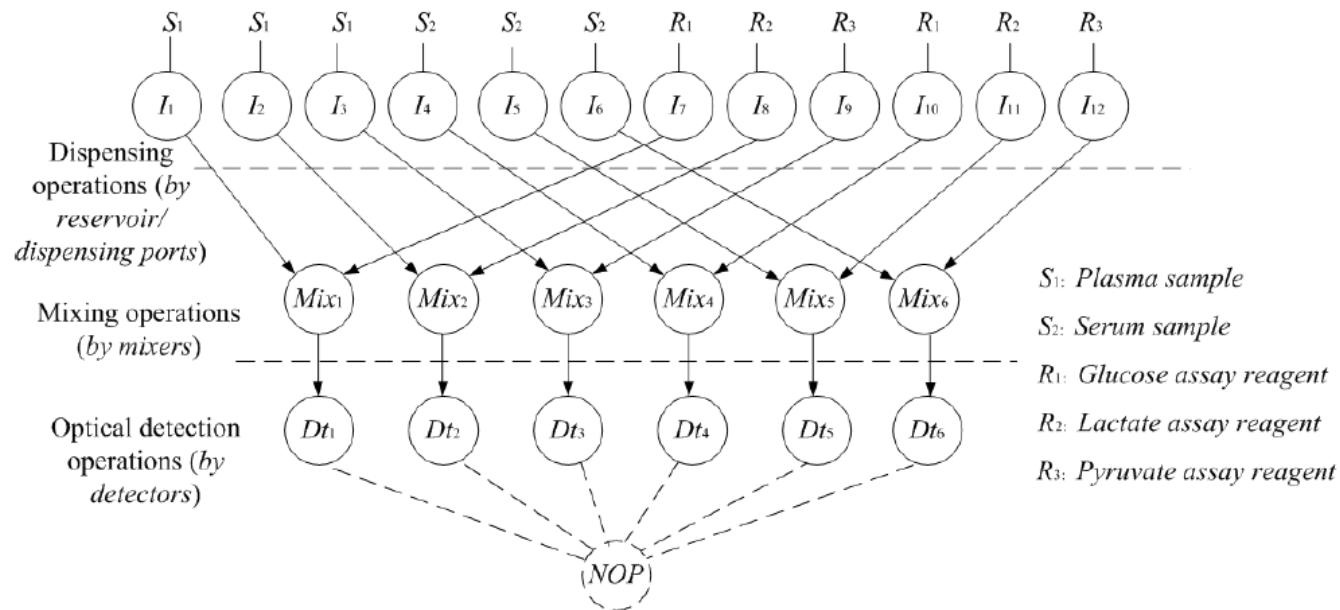 S1 S1 S1 S2 S2 S2 R1 R2 R3 R1 R2 R3
I1 I2 I3 I4 I5 I6 I7 I8 I9 I10 I11 I12
Dispensing
operations (by
reservoir/
dispensing ports)
Mix1 Mix2 Mix3 Mix4 Mix5 Mix6
Mixing operations
(by mixers)
S1: Plasma sample
S2: Serum sample
R1: Glucose assay reagent
R2: Lactate assay reagent
R3: Pyruvate assay reagent
Dt1 Dt2 Dt3 Dt4 Dt5 Dt6
Optical detection
operations (by
detectors)
NOP